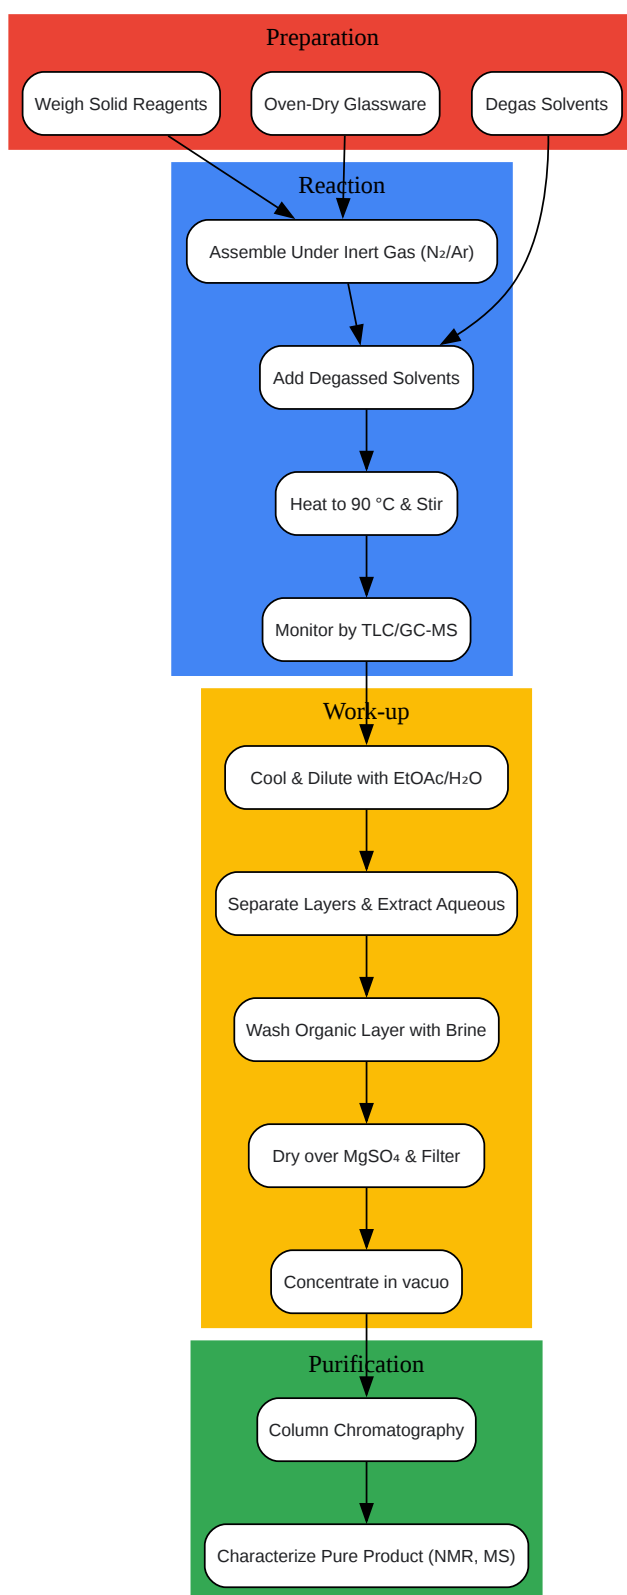 Preparation
Weigh Solid Reagents
Oven-Dry Glassware
Degas Solvents
Reaction
Assemble Under Inert Gas (N₂/Ar)
Add Degassed Solvents
Heat to 90 °C & Stir
Monitor by TLC/GC-MS
Work-up
Cool & Dilute with EtOAc/H₂O
Separate Layers & Extract Aqueous
Wash Organic Layer with Brine
Dry over MgSO₄ & Filter
Concentrate in vacuo
Purification
Column Chromatography
Characterize Pure Product (NMR, MS)